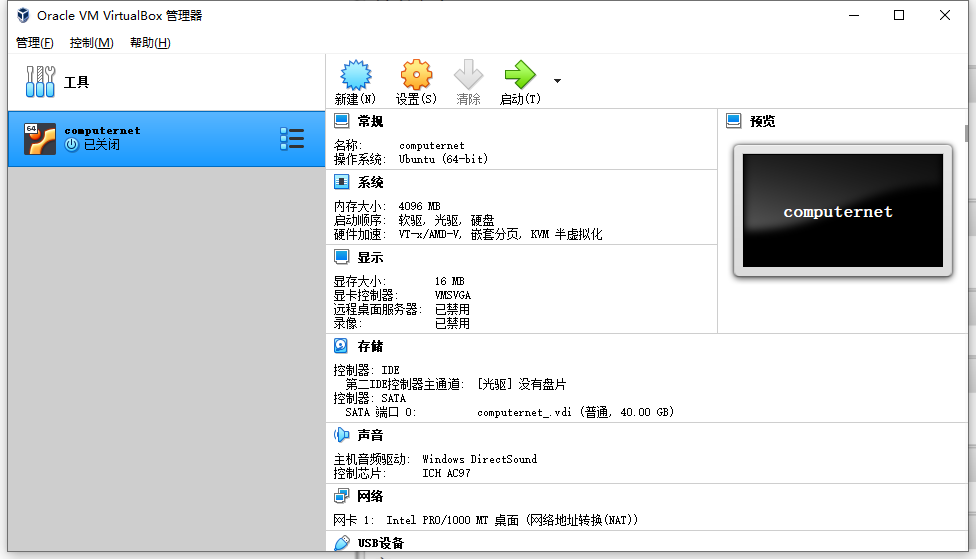 Oracle VM VirtualBox 管理器
管理(F) 控制(M) 帮助(H)
工具
新建(N) 设置(S) 清除 启动(T)
64 computernet
已关闭
常规
名称: computernet
操作系统: Ubuntu (64-bit)
系统
内存大小: 4096 MB
启动顺序: 软驱, 光驱, 硬盘
硬件加速: VT-x/AMD-V, 嵌套分页, KVM 半虚拟化
显示
显存大小: 16 MB
显卡控制器: VMSVGA
远程桌面服务器: 已禁用
录像: 已禁用
预览
computernet
存储
控制器: IDE
第二IDE控制器主通道: [光驱] 没有盘片
控制器: SATA
SATA 端口 0: computernet_.vdi (普通, 40.00 GB)
声音
主机音频驱动: Windows DirectSound
控制芯片: ICH AC97
网络
网卡 1: Intel PRO/1000 MT 桌面 (网络地址转换(NAT))
USB设备